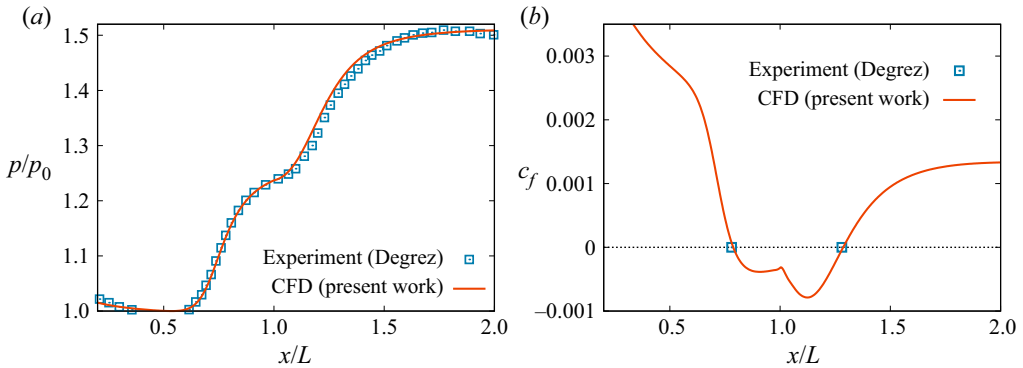 (a)
1.5
1.4
1.3
p/p0
1.2
1.1
1.0
Experiment (Degrez)
CFD (present work)
0.5 1.0 1.5 2.0
x/L
(b)
0.003
0.002
cf
0.001
0
−0.001
Experiment (Degrez)
CFD (present work)
0.5 1.0 1.5 2.0
x/L